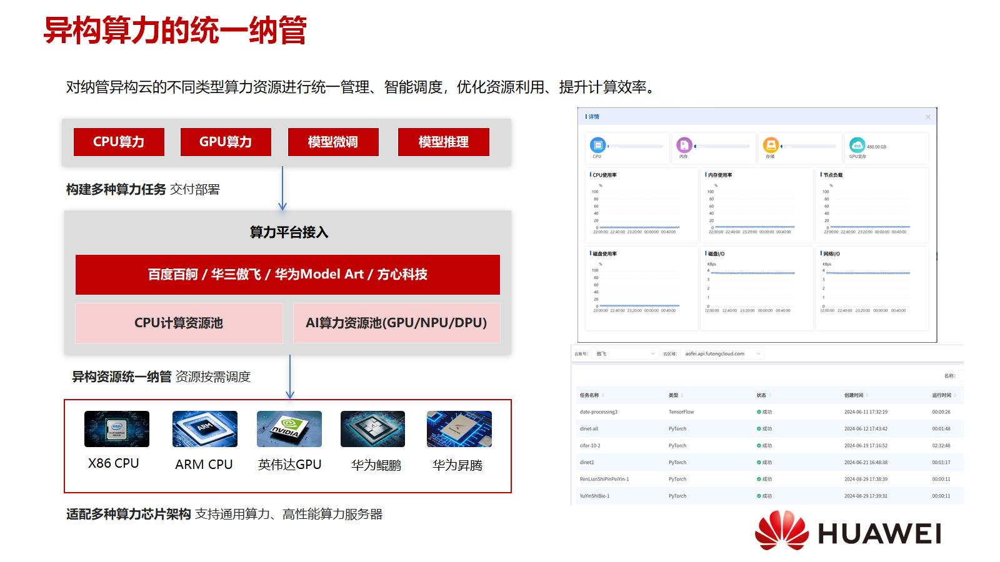 异构算力的统一纳管
对纳管异构云的不同类型算力资源进行统一管理、智能调度，优化资源利用、提升计算效率。
CPU算力 GPU算力 模型微调 模型推理
构建多种算力任务 交付部署
算力平台接入
百度百舸 / 华三傲飞 / 华为Model Art / 方心科技
CPU计算资源池 AI算力资源池(GPU/NPU/DPU)
异构资源统一纳管 资源按需调度
intel ARM NVIDIA
X86 CPU ARM CPU 英伟达GPU 华为鲲鹏 华为昇腾
适配多种算力芯片架构 支持通用算力、高性能算力服务器
详情
CPU 内存 存储 GPU显存 480.00 GB
CPU使用率 内存使用率 节点负载
% % %
100 100 100
80 80 80
60 60 60
40 40 40
20 20 20
0 0 0
22:00:00 22:40:00 23:20:00 00:00:00 00:40:00 22:00:00 22:40:00 23:20:00 00:00:00 00:40:00 22:00:00 22:40:00 23:20:00 00:00:00 00:40:00
磁盘使用率 磁盘I/O 网络I/O
% KBps KBps
100 4 4
80 3 3
60 2 2
40 1 1
20 0 0
0
22:00:00 22:40:00 23:20:00 00:00:00 00:40:00 22:00:00 22:40:00 23:20:00 00:00:00 00:40:00 22:00:00 22:40:00 23:20:00 00:00:00 00:40:00
云账号： 傲飞 云区域： aofei.api.futongcloud.com
名称：
任务名称 类型 状态 创建时间 运行时间
date-processing3 TensorFlow 成功 2024-06-11 17:32:19 00:00:26
dinet-all PyTorch 成功 2024-06-12 17:43:42 00:01:48
cifar-10-2 PyTorch 成功 2024-06-19 17:16:52 02:32:48
dinet2 PyTorch 成功 2024-06-21 16:48:38 00:01:17
RenLianShiPinPeiYin-1 PyTorch 成功 2024-08-29 17:38:39 00:00:11
YuYinShiBie-1 PyTorch 成功 2024-08-29 17:39:31 00:00:11
HUAWEI